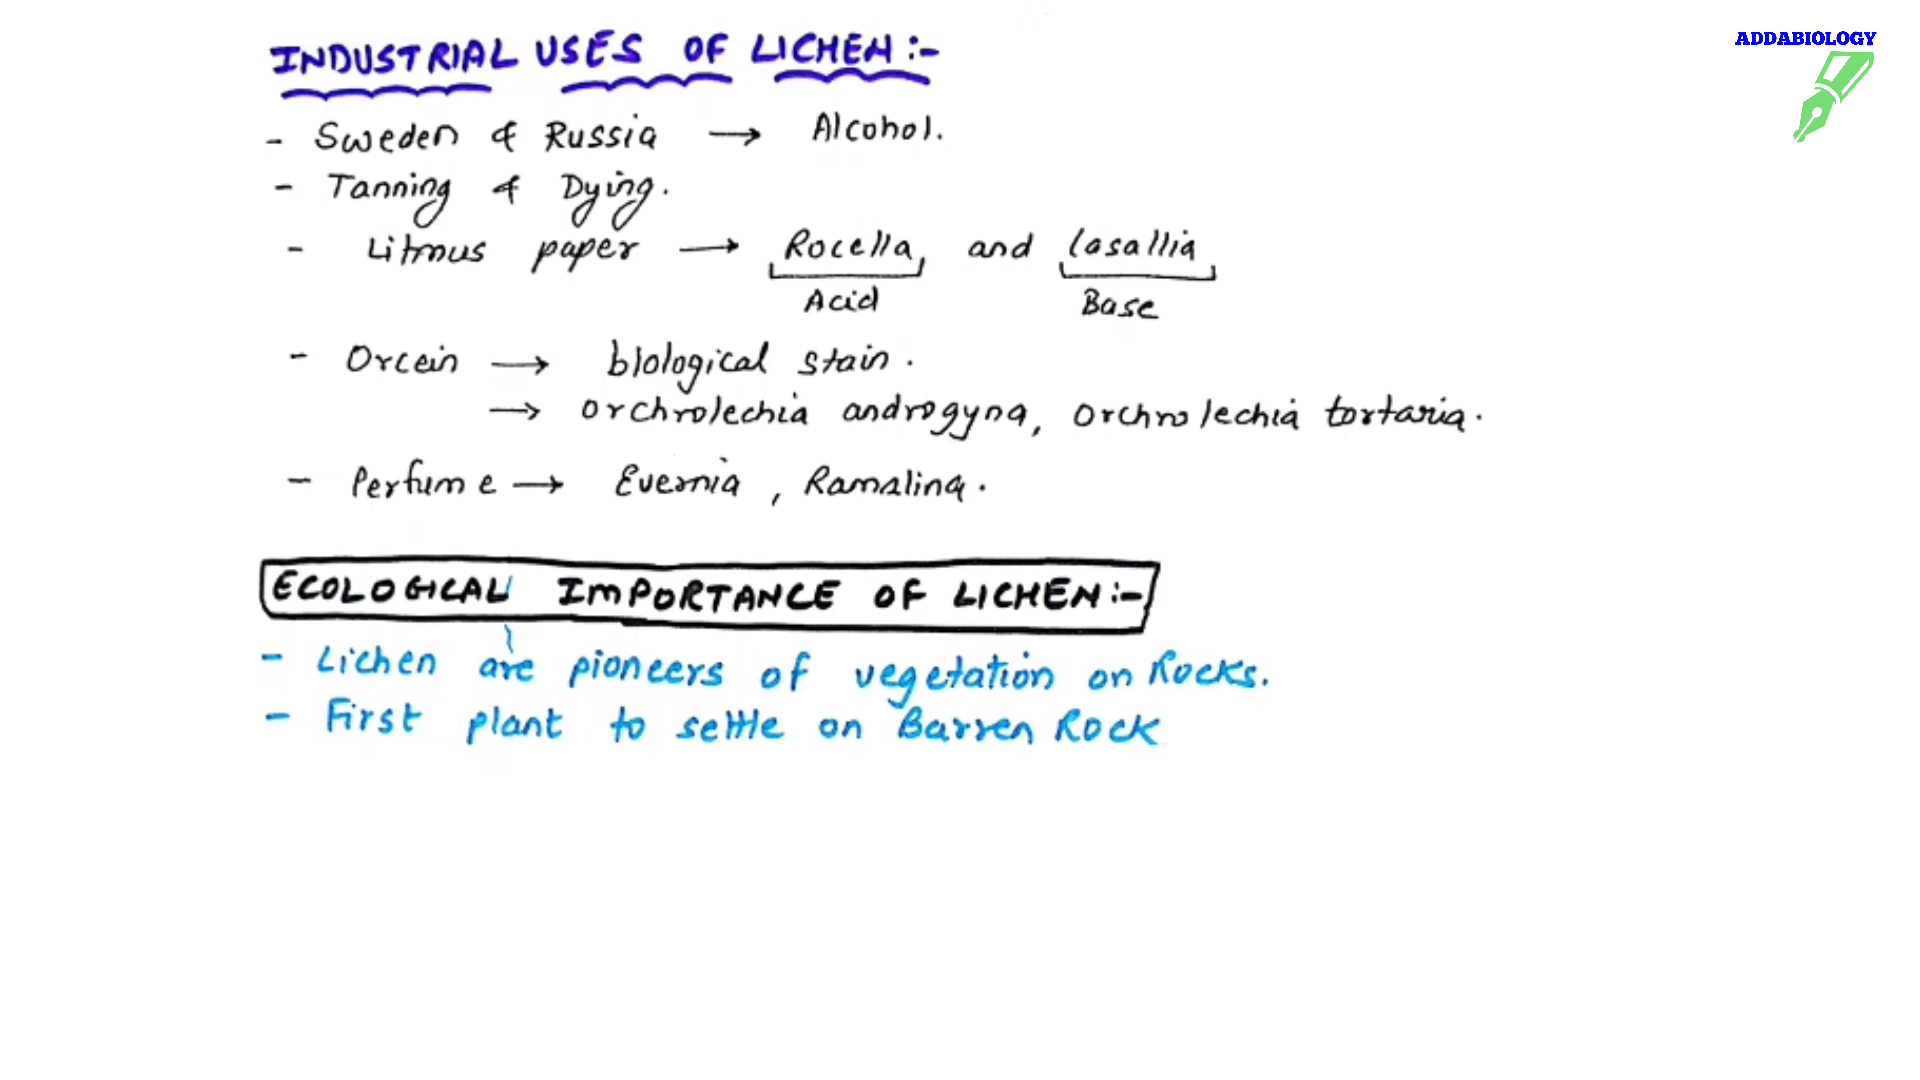 INDUSTRIAL USES OF LICHEN:-
ADDABIOLOGY
- Sweden & Russia → Alcohol.
- Tanning & Dying.
- Litmus paper → Rocella, and Lasallia
Acid Base
- Orcein → biological stain.
→ Orchrolechia androgyna, Orchrolechia tortaria.
- Perfume → Evernia, Ramalina.
ECOLOGICAL IMPORTANCE OF LICHEN:-
- Lichen are pioneers of vegetation on Rocks.
- First plant to settle on Barren Rock